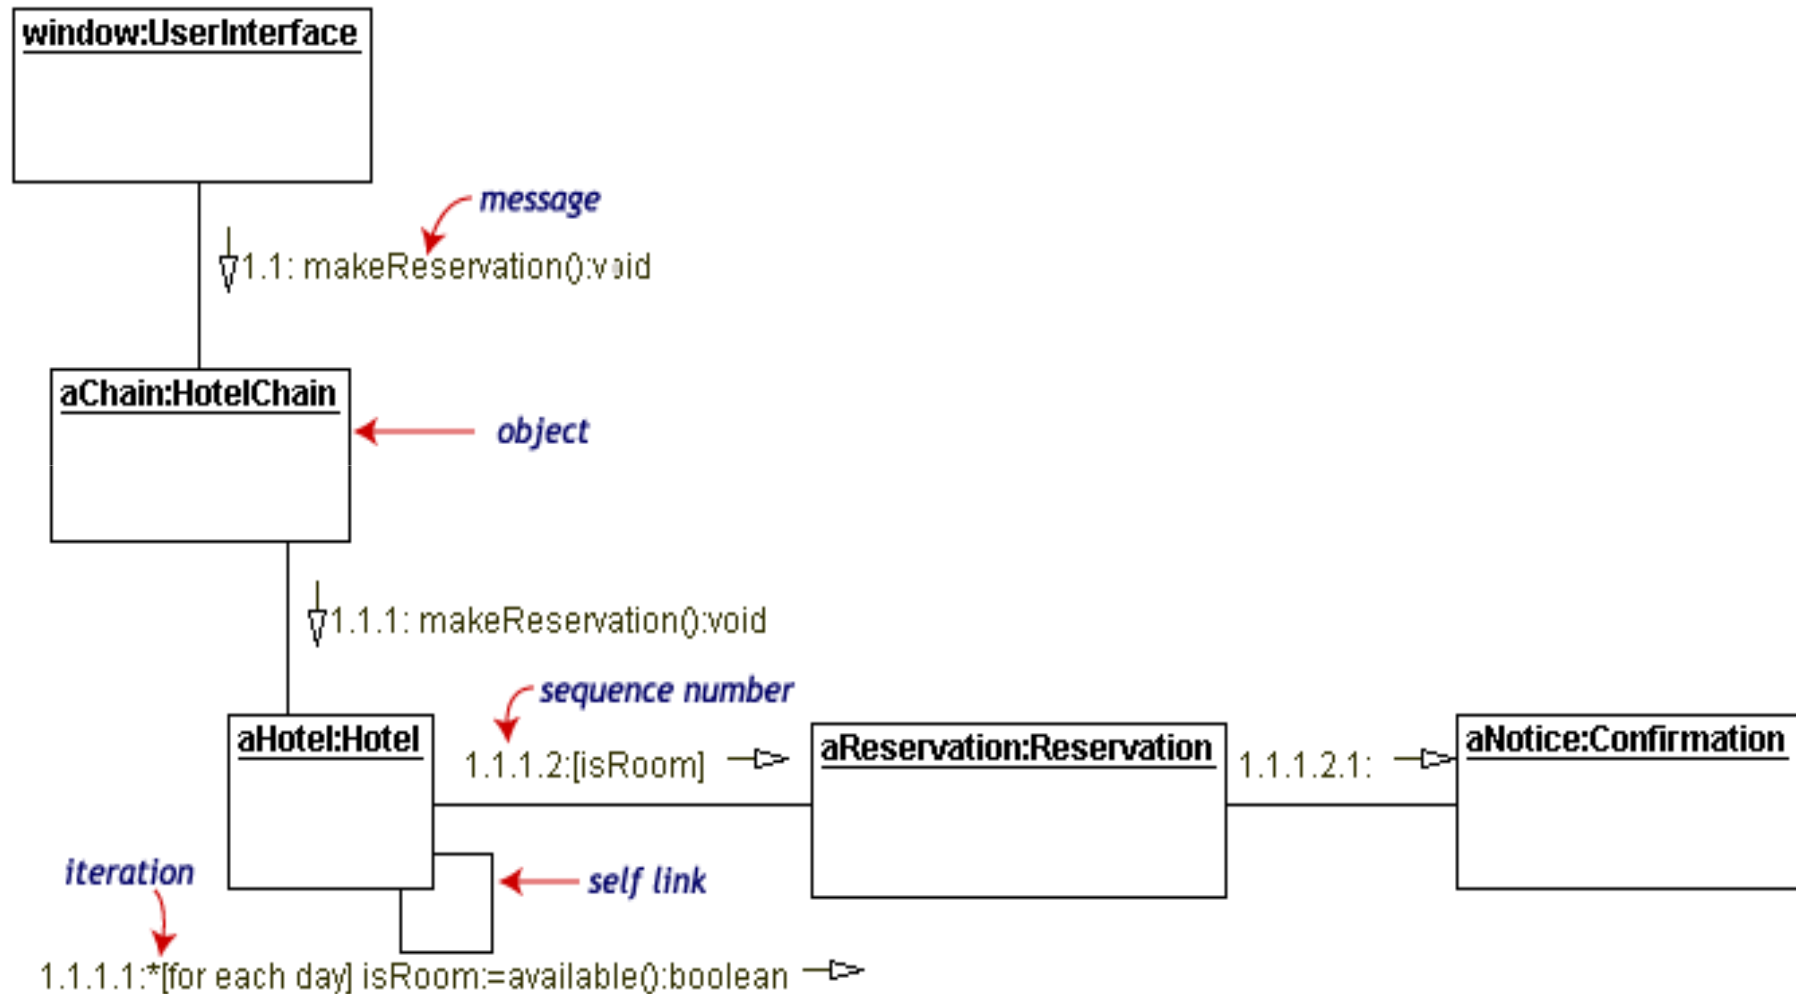 window:UserInterface
message
1.1: makeReservation():void
aChain:HotelChain
object
1.1.1: makeReservation():void
sequence number
aHotel:Hotel
1.1.1.2:[isRoom]
aReservation:Reservation
1.1.1.2.1:
aNotice:Confirmation
iteration
self link
1.1.1.1:*[for each day] isRoom:=available():boolean